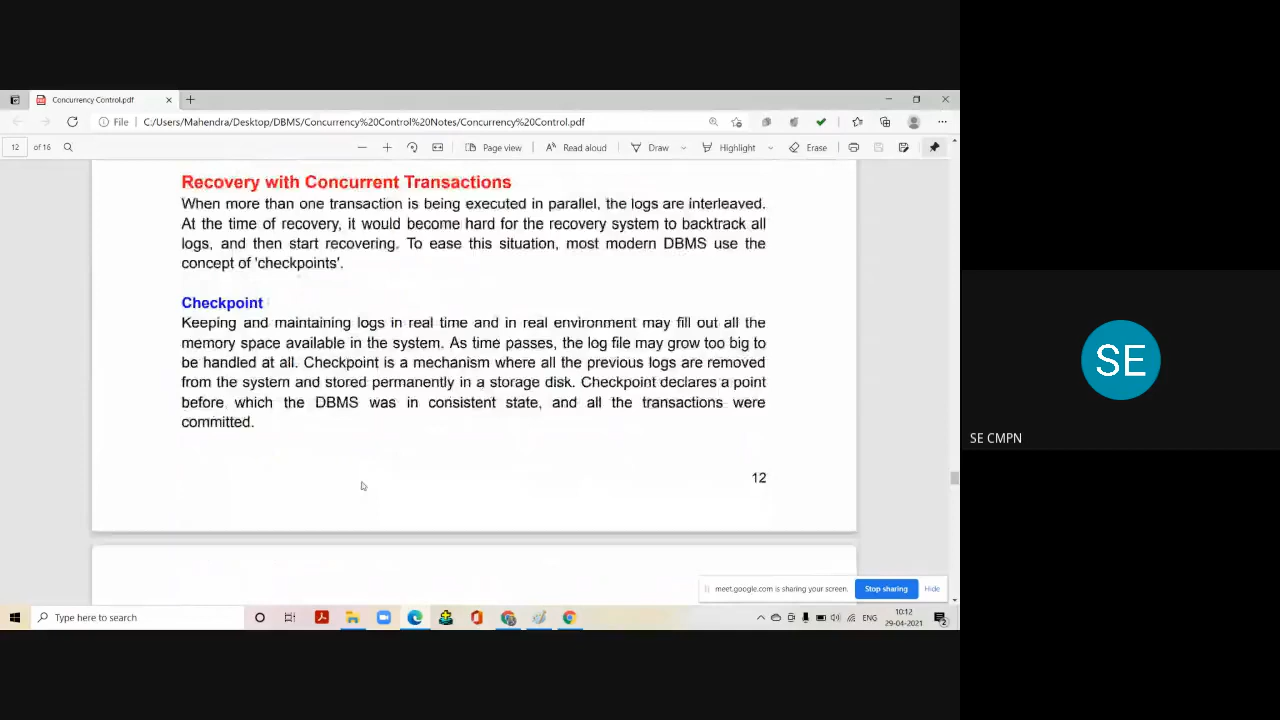 Concurrency Control.pdf
File
C:/Users/Mahendra/Desktop/DBMS/Concurrency%20Control%20Notes/Concurrency%20Control.pdf
12 of 16
Page view
Read aloud
Draw
Highlight
Erase
Recovery with Concurrent Transactions
When more than one transaction is being executed in parallel, the logs are interleaved.
At the time of recovery, it would become hard for the recovery system to backtrack all
logs, and then start recovering. To ease this situation, most modern DBMS use the
concept of 'checkpoints'.
Checkpoint
Keeping and maintaining logs in real time and in real environment may fill out all the
memory space available in the system. As time passes, the log file may grow too big to
be handled at all. Checkpoint is a mechanism where all the previous logs are removed
from the system and stored permanently in a storage disk. Checkpoint declares a point
before which the DBMS was in consistent state, and all the transactions were
committed.
12
SE
SE CMPN
meet.google.com is sharing your screen.
Stop sharing
Hide
Type here to search
ENG
10:12
29-04-2021
2